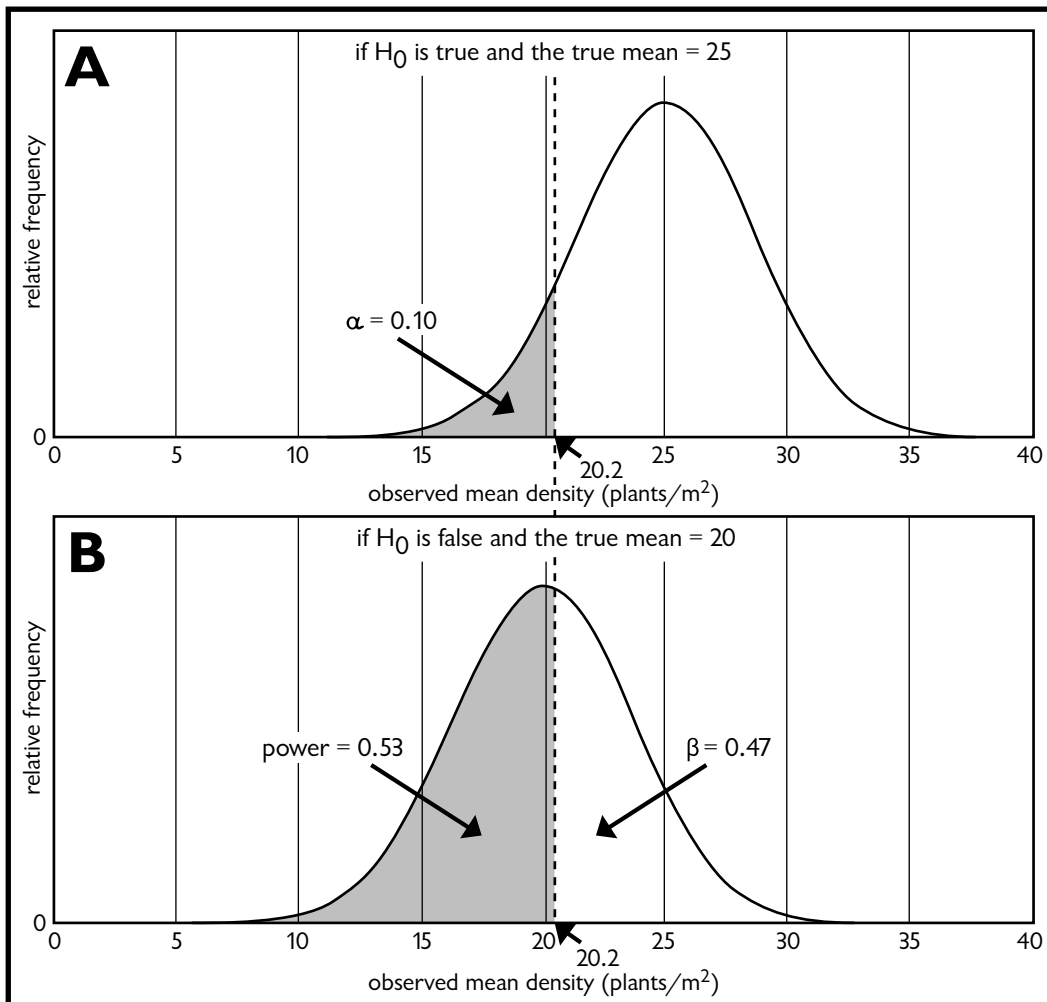 A
if H0 is true and the true mean = 25
relative frequency
α = 0.10
0
0 5 10 15 20 25 30 35 40
20.2
observed mean density (plants/m²)
B
if H0 is false and the true mean = 20
relative frequency
power = 0.53
β = 0.47
0
0 5 10 15 20 25 30 35 40
20.2
observed mean density (plants/m²)